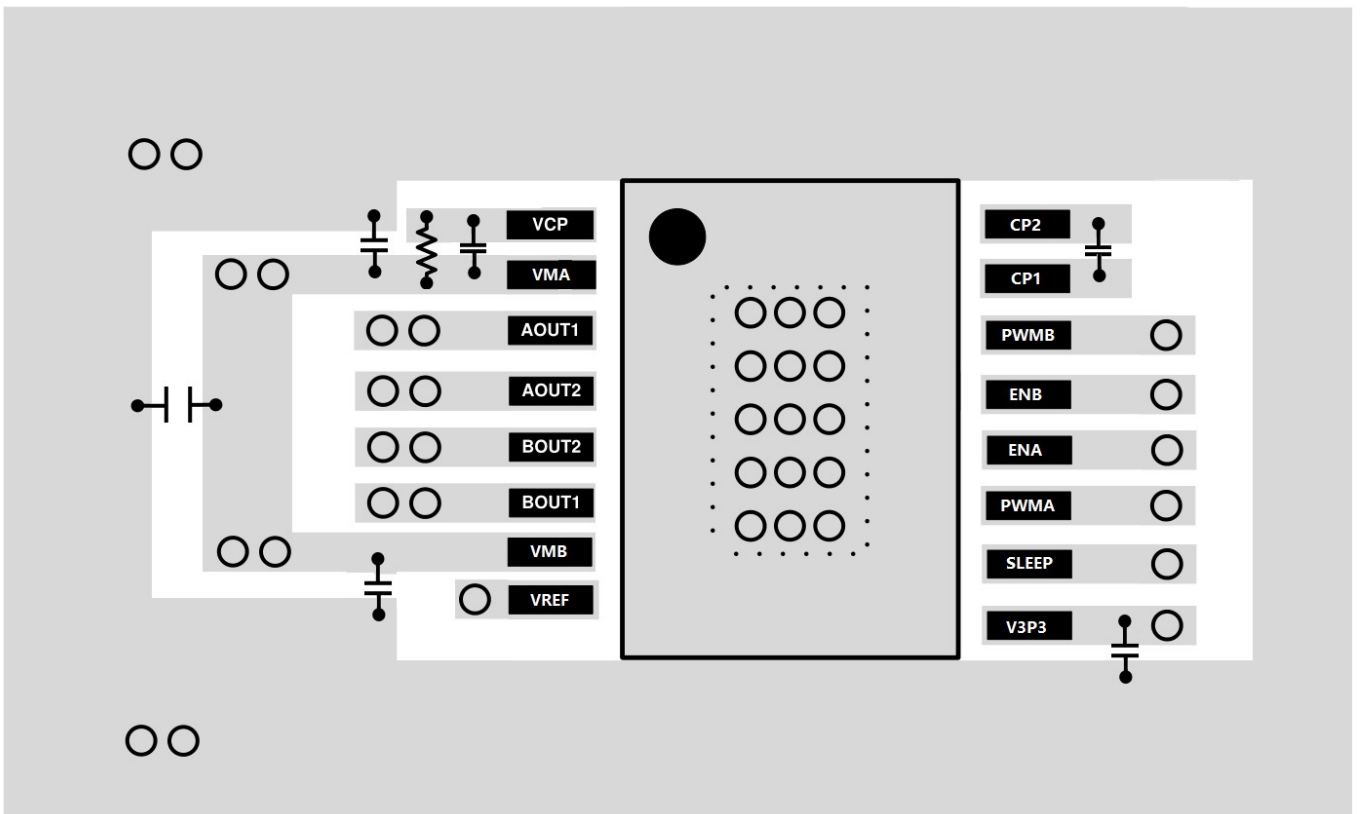 VCP
VMA
AOUT1
AOUT2
BOUT2
BOUT1
VMB
VREF
CP2
CP1
PWMB
ENB
ENA
PWMA
SLEEP
V3P3